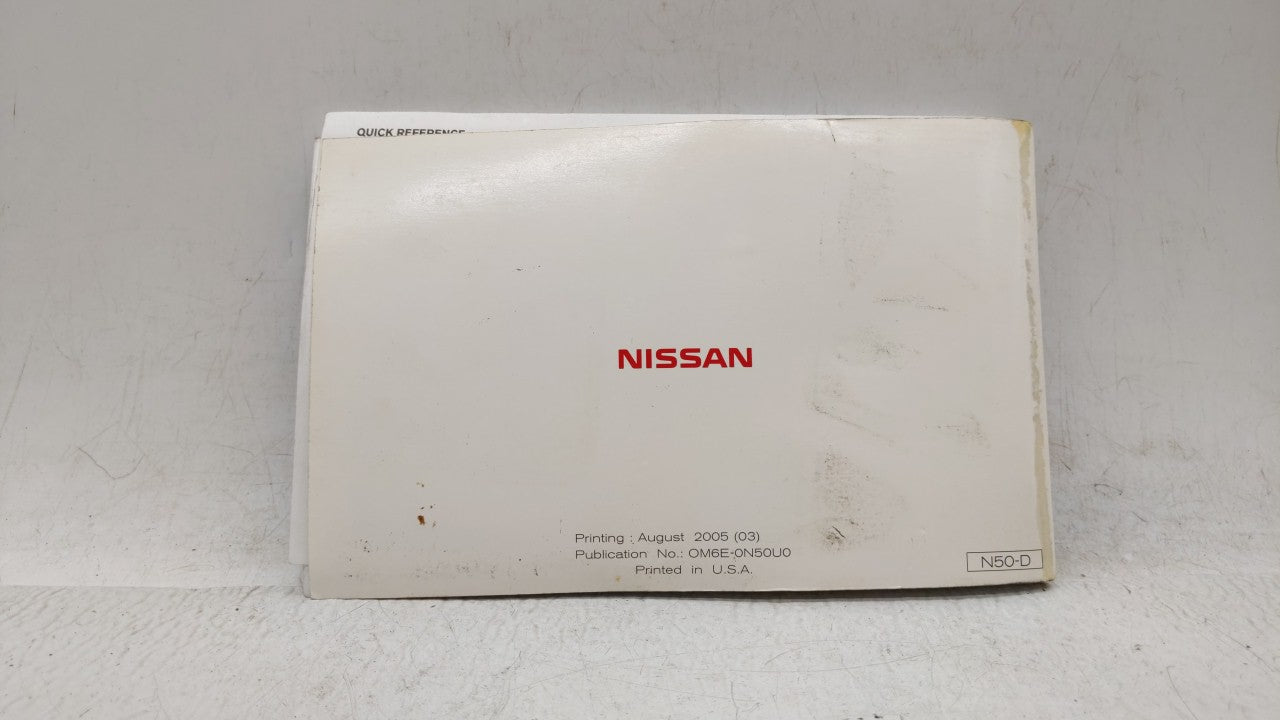 QUICK REFERENCE
NISSAN
Printing : August 2005 (03)
Publication No.: OM6E-0N50U0
Printed in U.S.A.
N50-D